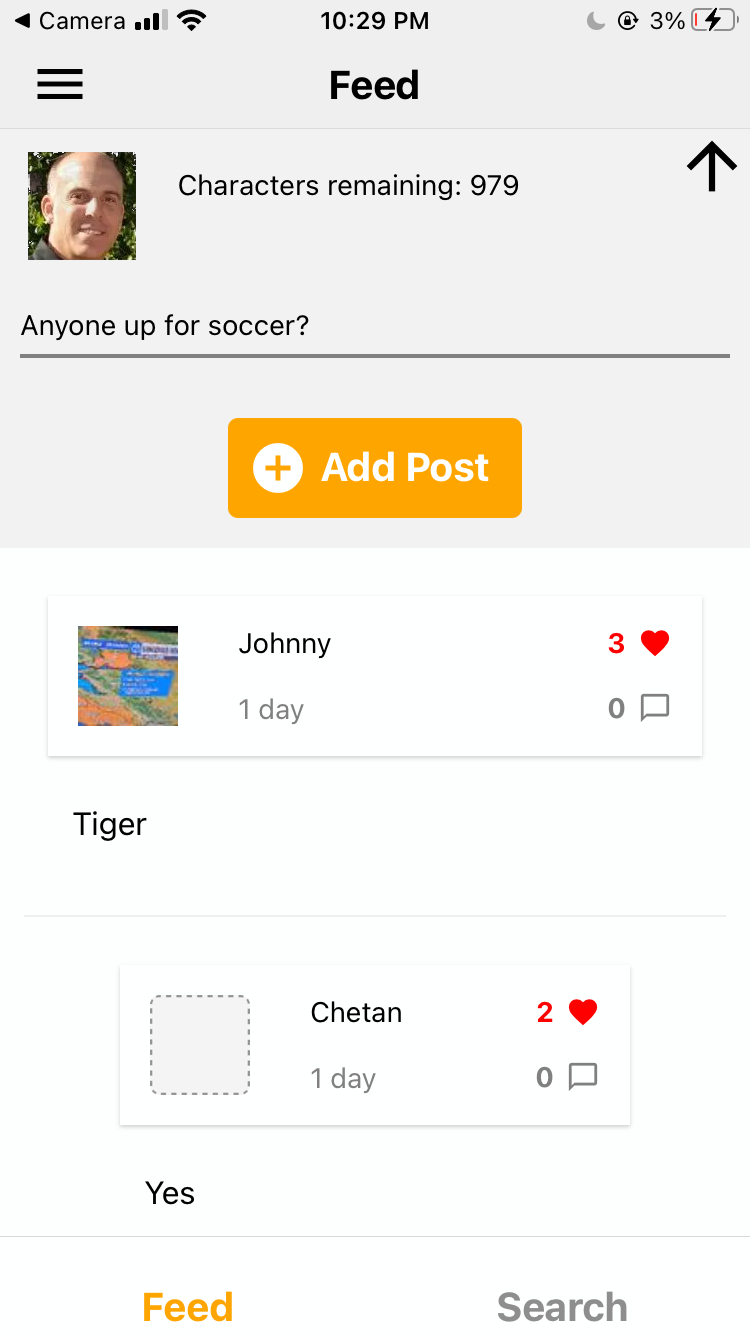 Camera 10:29 PM 3%
Feed
Characters remaining: 979
Anyone up for soccer?
Add Post
Johnny 3
1 day 0
Tiger
Chetan 2
1 day 0
Yes
Feed Search